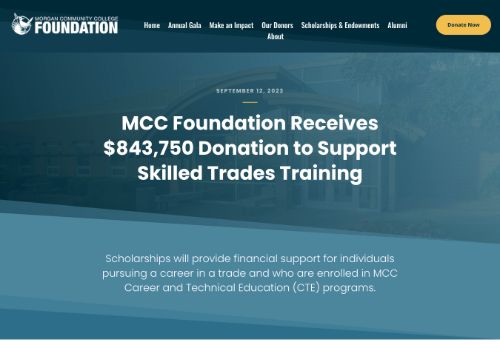 MORGAN COMMUNITY COLLEGE
FOUNDATION
Home Annual Gala Make an Impact Our Donors Scholarships & Endowments Alumni
About
Donate Now
SEPTEMBER 12, 2023
MCC Foundation Receives
$843,750 Donation to Support
Skilled Trades Training
Scholarships will provide financial support for individuals
pursuing a career in a trade and who are enrolled in MCC
Career and Technical Education (CTE) programs.